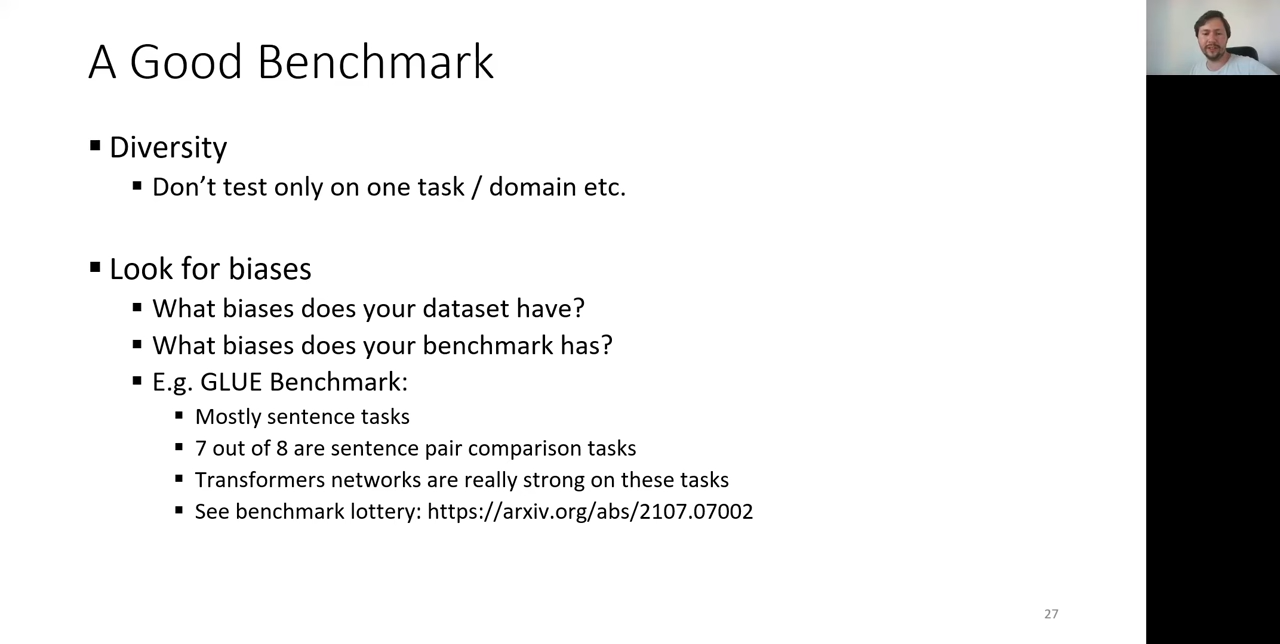 A Good Benchmark
▪ Diversity
▪ Don’t test only on one task / domain etc.
▪ Look for biases
▪ What biases does your dataset have?
▪ What biases does your benchmark has?
▪ E.g. GLUE Benchmark:
▪ Mostly sentence tasks
▪ 7 out of 8 are sentence pair comparison tasks
▪ Transformers networks are really strong on these tasks
▪ See benchmark lottery: https://arxiv.org/abs/2107.07002
27